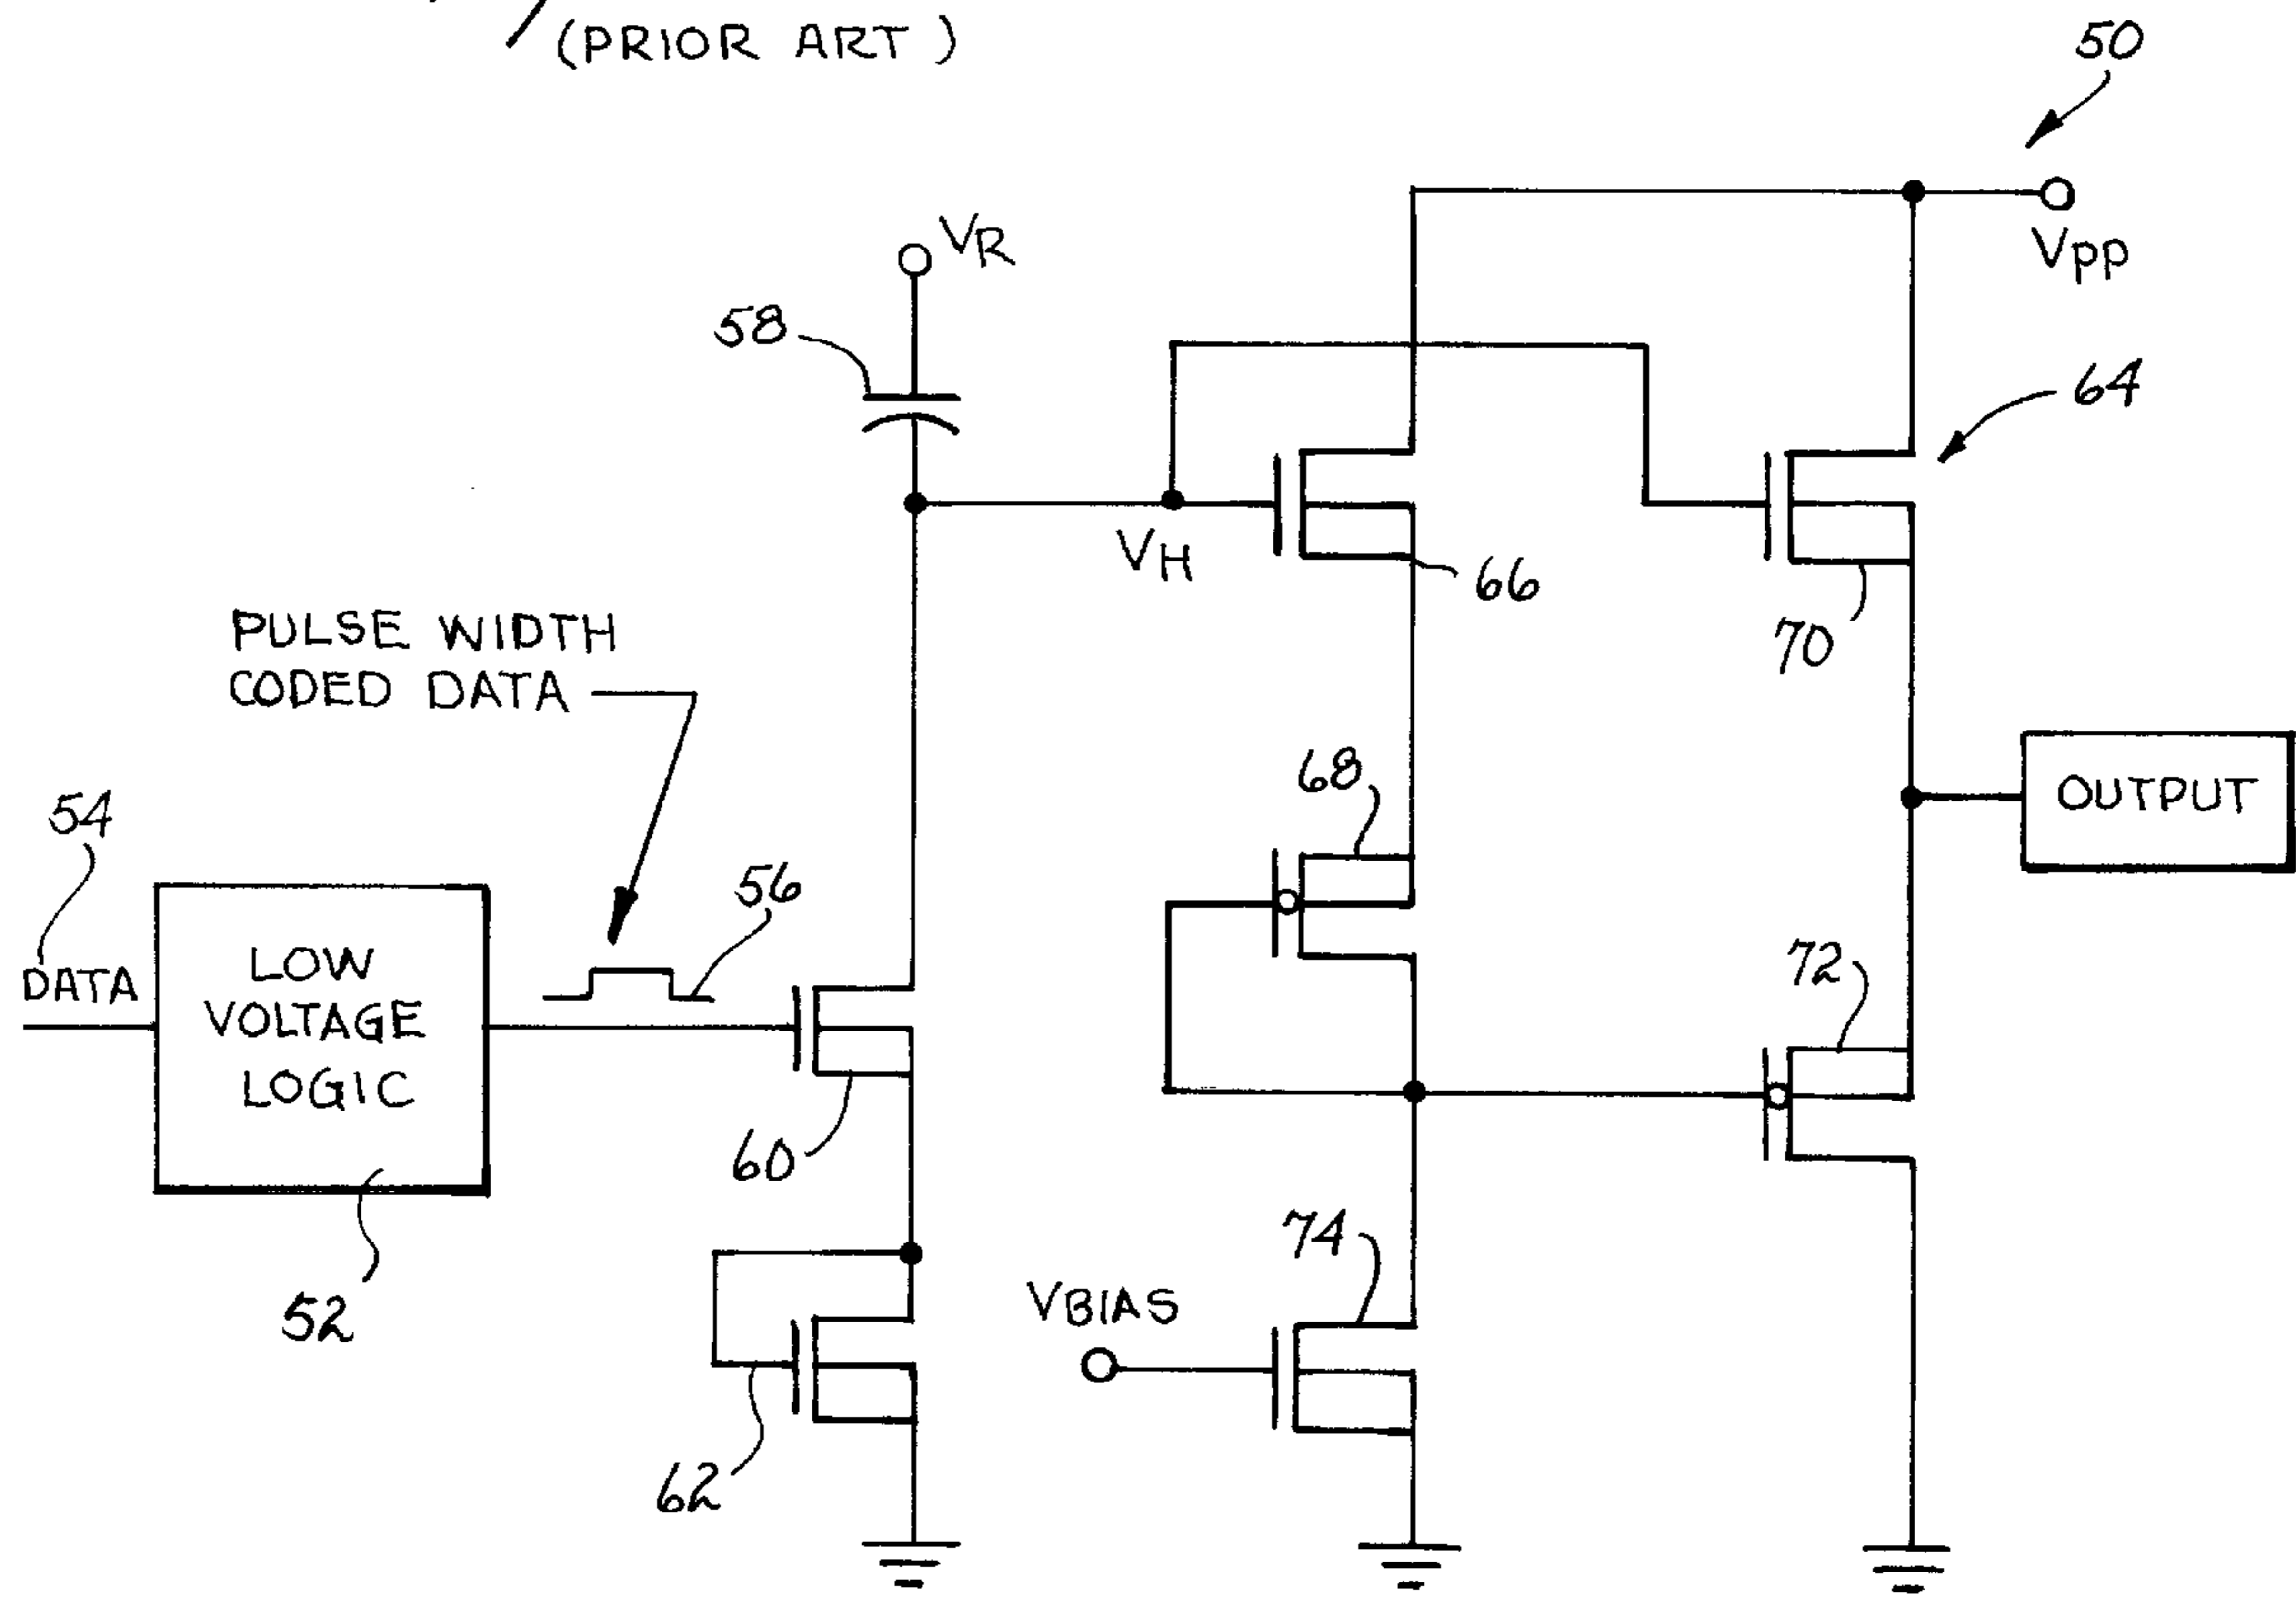 (PRIOR ART)
50
VR
VPP
58
64
VH
66
70
PULSE WIDTH
CODED DATA
68
OUTPUT
54
56
DATA
LOW
VOLTAGE
LOGIC
72
60
74
VBIAS
52
62